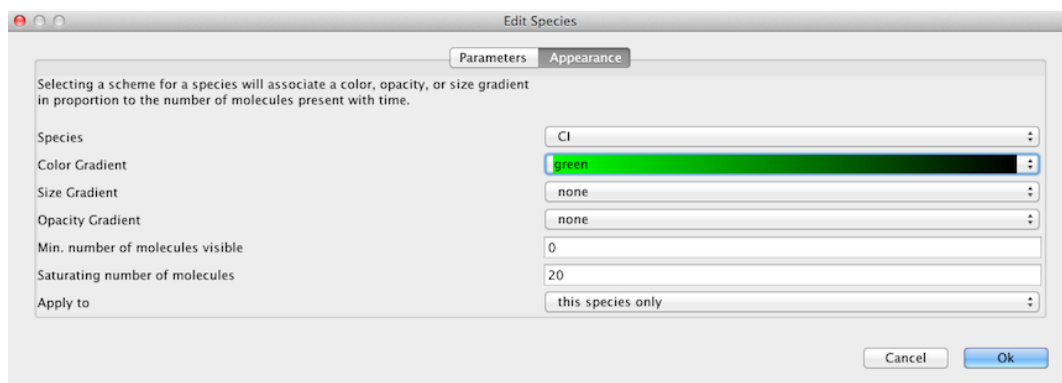 Edit Species
Parameters Appearance
Selecting a scheme for a species will associate a color, opacity, or size gradient
in proportion to the number of molecules present with time.
Species CI
Color Gradient green
Size Gradient none
Opacity Gradient none
Min. number of molecules visible 0
Saturating number of molecules 20
Apply to this species only
Cancel Ok